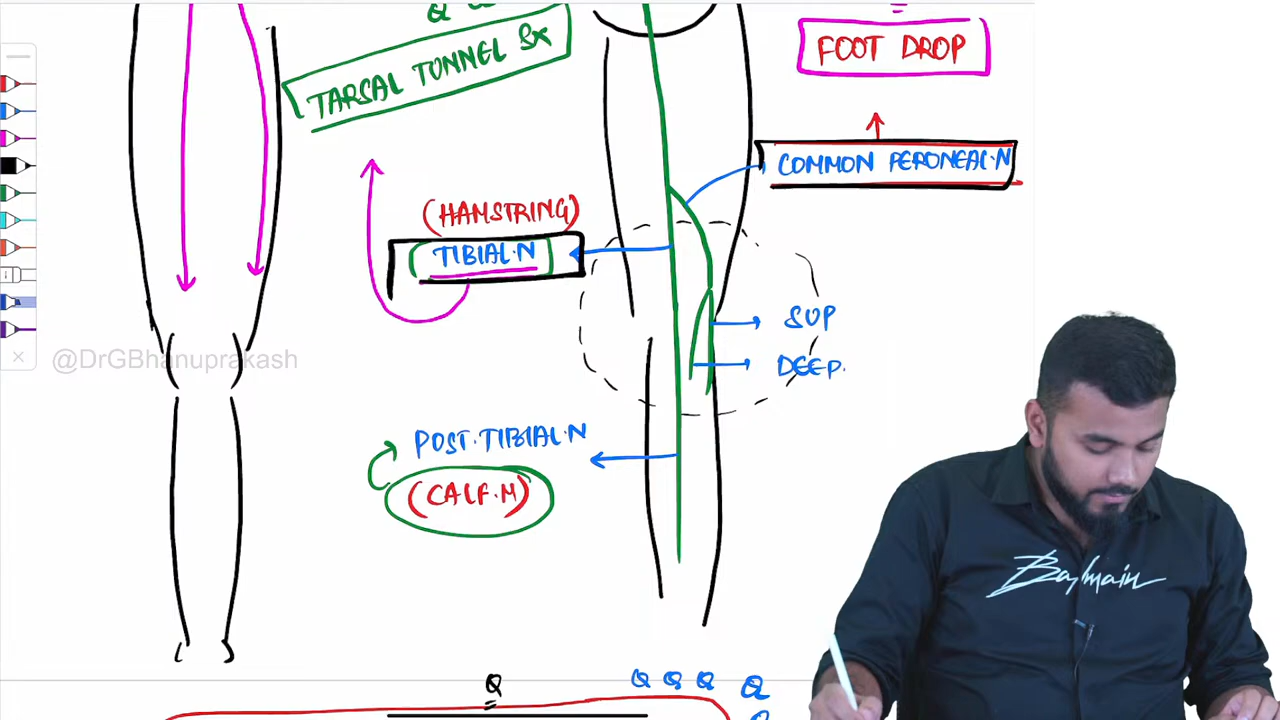 TARSAL TUNNEL Sx
FOOT DROP
COMMON PERONEAL.N
(HAMSTRING)
TIBIAL.N
SUP
DEEP.
@DrGBhanuprakash
POST.TIBIAL.N
(CALF.M)
Balmain
Q
Q Q Q Q
Q